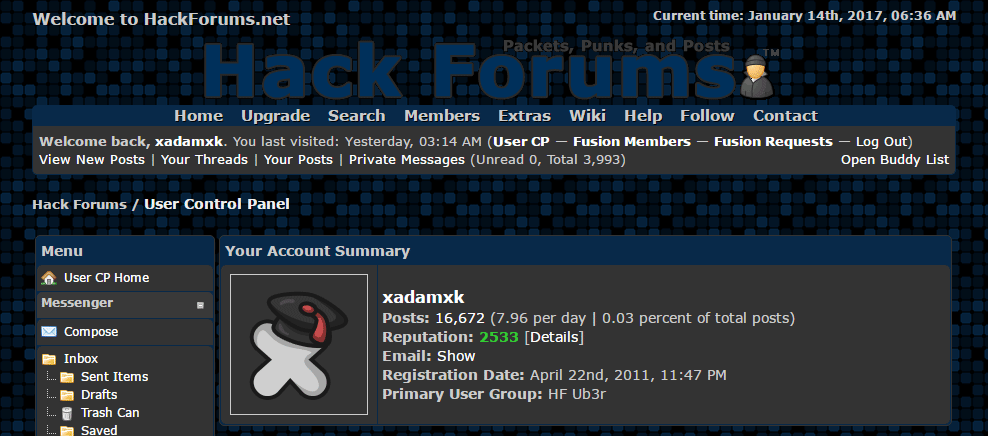 Welcome to HackForums.net
Current time: January 14th, 2017, 06:36 AM
Packets, Punks, and Posts
Hack Forums™
Home Upgrade Search Members Extras Wiki Help Follow Contact
Welcome back, xadamxk. You last visited: Yesterday, 03:14 AM (User CP — Fusion Members — Fusion Requests — Log Out)
View New Posts | Your Threads | Your Posts | Private Messages (Unread 0, Total 3,993)
Open Buddy List
Hack Forums / User Control Panel
Menu
User CP Home
Messenger
Compose
Inbox
Sent Items
Drafts
Trash Can
Saved
Your Account Summary
xadamxk
Posts: 16,672 (7.96 per day | 0.03 percent of total posts)
Reputation: 2533 [Details]
Email: Show
Registration Date: April 22nd, 2011, 11:47 PM
Primary User Group: HF Ub3r